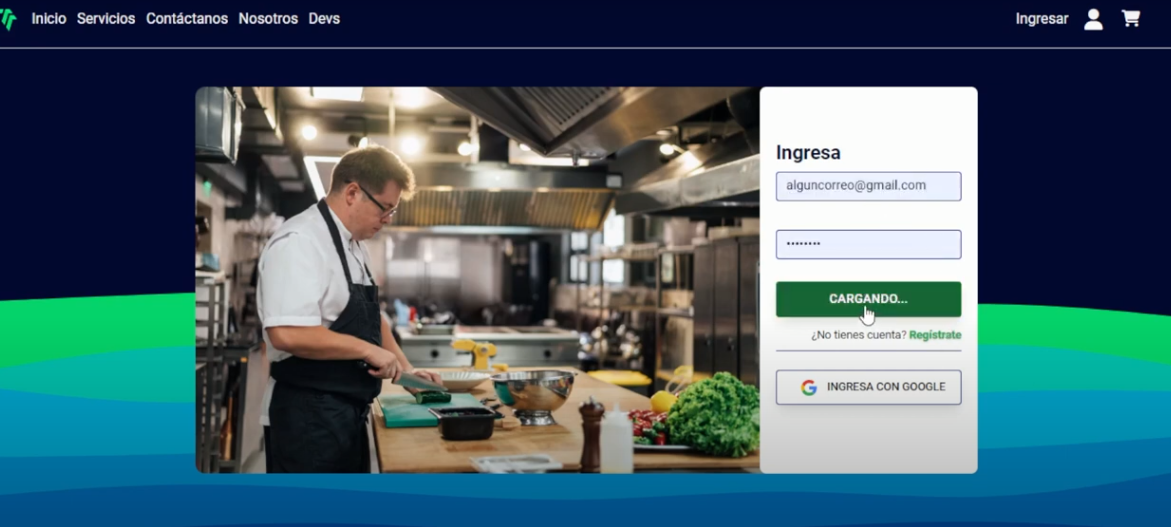 Inicio Servicios Contáctanos Nosotros Devs Ingresar
Ingresa
alguncorreo@gmail.com
••••••••
CARGANDO...
¿No tienes cuenta? Regístrate
INGRESA CON GOOGLE